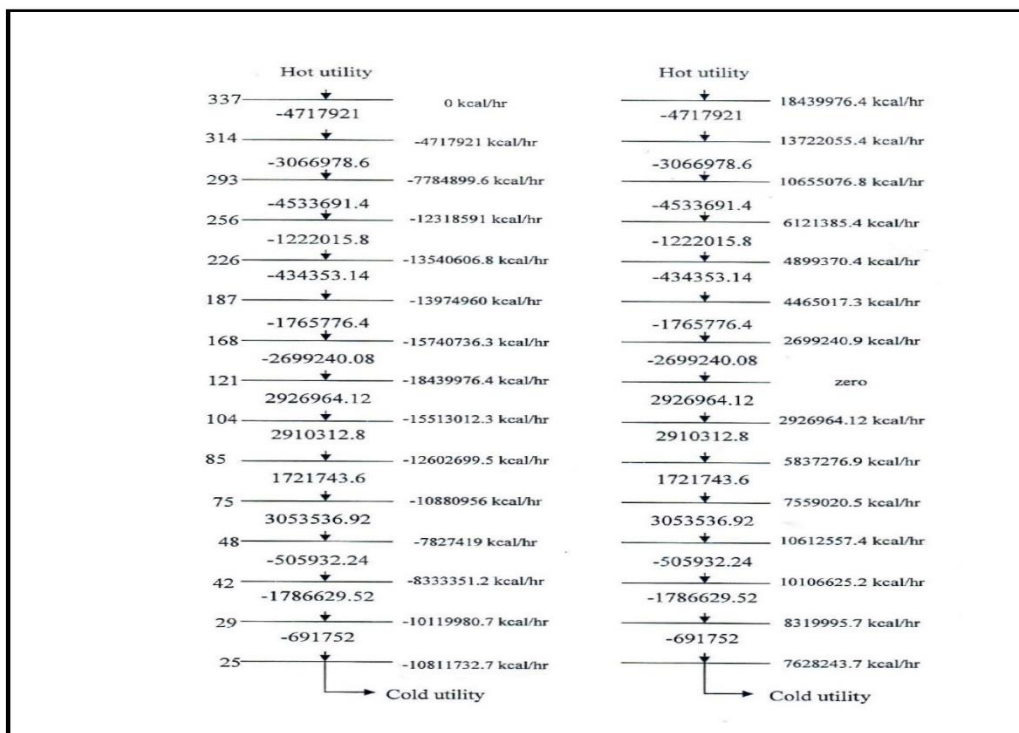 Hot utility Hot utility
337 0 kcal/hr 18439976.4 kcal/hr
-4717921 -4717921
314 -4717921 kcal/hr 13722055.4 kcal/hr
-3066978.6 -3066978.6
293 -7784899.6 kcal/hr 10655076.8 kcal/hr
-4533691.4 -4533691.4
256 -12318591 kcal/hr 6121385.4 kcal/hr
-1222015.8 -1222015.8
226 -13540606.8 kcal/hr 4899370.4 kcal/hr
-434353.14 -434353.14
187 -13974960 kcal/hr 4465017.3 kcal/hr
-1765776.4 -1765776.4
168 -15740736.3 kcal/hr 2699240.9 kcal/hr
-2699240.08 -2699240.08
121 -18439976.4 kcal/hr zero
2926964.12 2926964.12
104 -15513012.3 kcal/hr 2926964.12 kcal/hr
2910312.8 2910312.8
85 -12602699.5 kcal/hr 5837276.9 kcal/hr
1721743.6 1721743.6
75 -10880956 kcal/hr 7559020.5 kcal/hr
3053536.92 3053536.92
48 -7827419 kcal/hr 10612557.4 kcal/hr
-505932.24 -505932.24
42 -8333351.2 kcal/hr 10106625.2 kcal/hr
-1786629.52 -1786629.52
29 -10119980.7 kcal/hr 8319995.7 kcal/hr
-691752 -691752
25 -10811732.7 kcal/hr 7628243.7 kcal/hr
Cold utility Cold utility